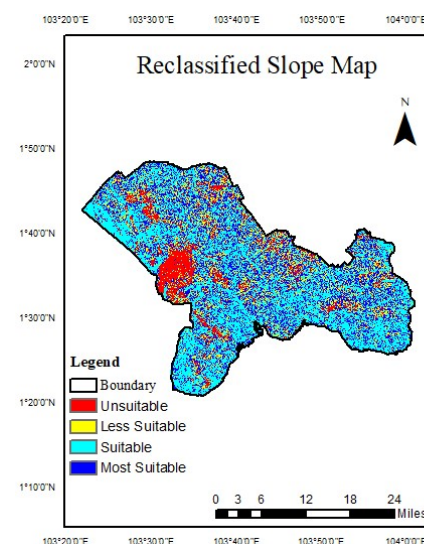 103°20'0"E 103°30'0"E 103°40'0"E 103°50'0"E 104°0'0"E
2°0'0"N
Reclassified Slope Map
N
1°50'0"N
1°40'0"N
1°30'0"N
1°20'0"N
1°10'0"N
Legend
Boundary
Unsuitable
Less Suitable
Suitable
Most Suitable
0 3 6 12 18 24
Miles
103°20'0"E 103°30'0"E 103°40'0"E 103°50'0"E 104°0'0"E